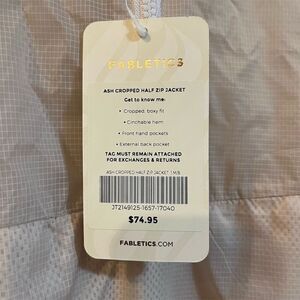 FABLETICS
ASH CROPPED HALF ZIP JACKET
Get to know me:
• Cropped, boxy fit
• Cinchable hem
• Front hand pockets
• External back pocket
TAG MUST REMAIN ATTACHED
FOR EXCHANGES & RETURNS
ASH CROPPED HALF ZIP JACKET
JT2149125-1657-17040
$74.95
FABLETICS.COM